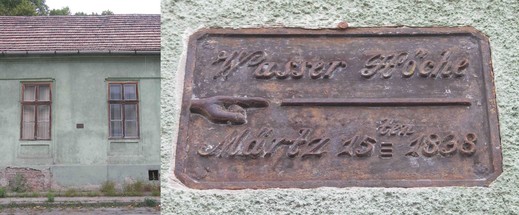 Wasser Höche
Märtz 15ten 1838